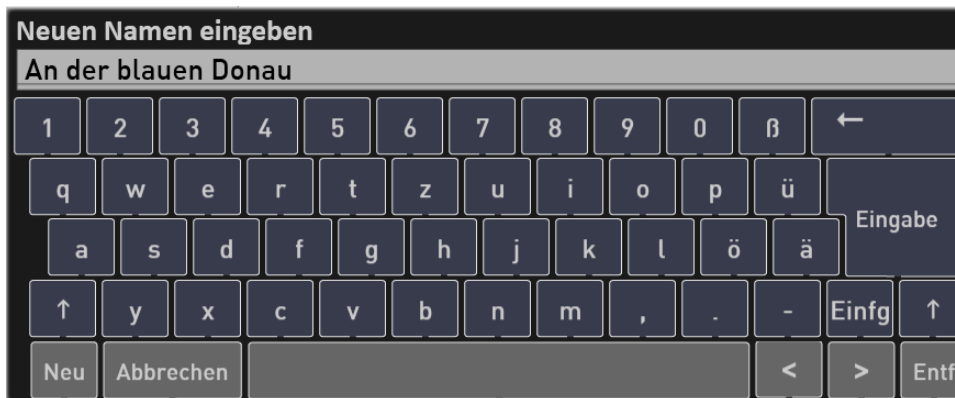 Neuen Namen eingeben
An der blauen Donau
1 2 3 4 5 6 7 8 9 0 ß ←
q w e r t z u i o p ü
Eingabe
a s d f g h j k l ö ä
↑ y x c v b n m , . - Einfg ↑
Neu Abbrechen < > Entf